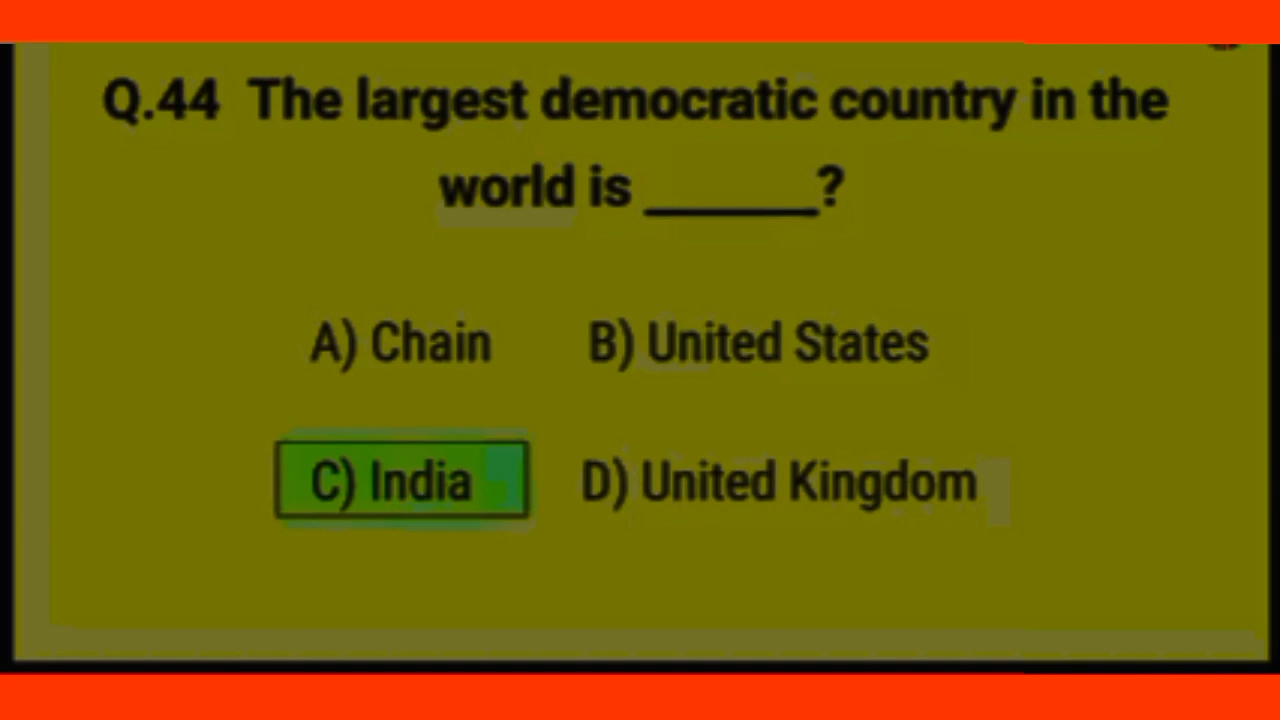 Q.44 The largest democratic country in the
world is ______?
A) Chain B) United States
C) India D) United Kingdom